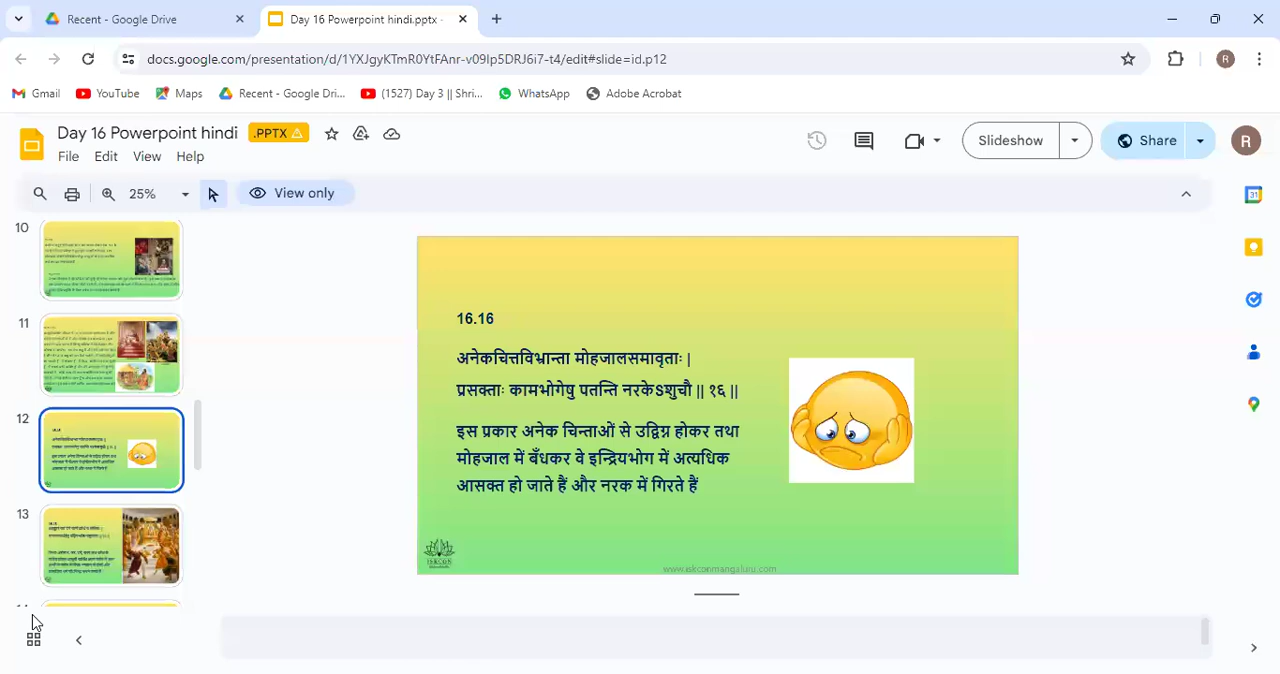 Recent - Google Drive
Day 16 Powerpoint hindi.pptx -
docs.google.com/presentation/d/1YXJgyKTmR0YtFAnr-v09Ip5DRJ6i7-t4/edit#slide=id.p12
Gmail YouTube Maps Recent - Google Dri... (1527) Day 3 || Shri... WhatsApp Adobe Acrobat
R
Day 16 Powerpoint hindi .PPTX
File Edit View Help
Slideshow Share R
25% View only
31
10
11
12
13
16.16
अनेकचित्तविभ्रान्ता मोहजालसमावृताः |
प्रसक्ताः कामभोगेषु पतन्ति नरकेऽशुचौ || १६ ||
इस प्रकार अनेक चिन्ताओं से उद्विग्न होकर तथा
मोहजाल में बँधकर वे इन्द्रियभोग में अत्यधिक
आसक्त हो जाते हैं और नरक में गिरते हैं
ISKCON
www.iskconmangaluru.com